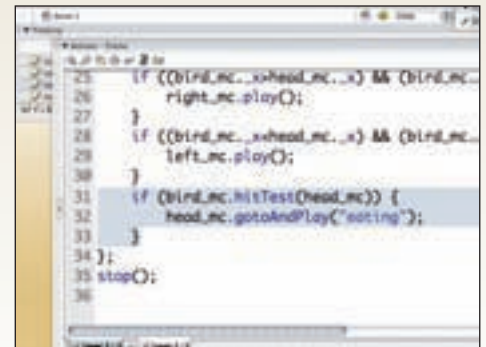 25 if ((bird_mc._x>head_mc._x) && (bird_mc._
26 right_mc.play();
27 }
28 if ((bird_mc._x<head_mc._x) && (bird_mc._
29 left_mc.play();
30 }
31 if (bird_mc.hitTest(head_mc)) {
32 head_mc.gotoAndPlay("eating");
33 }
34 };
35 stop();
36